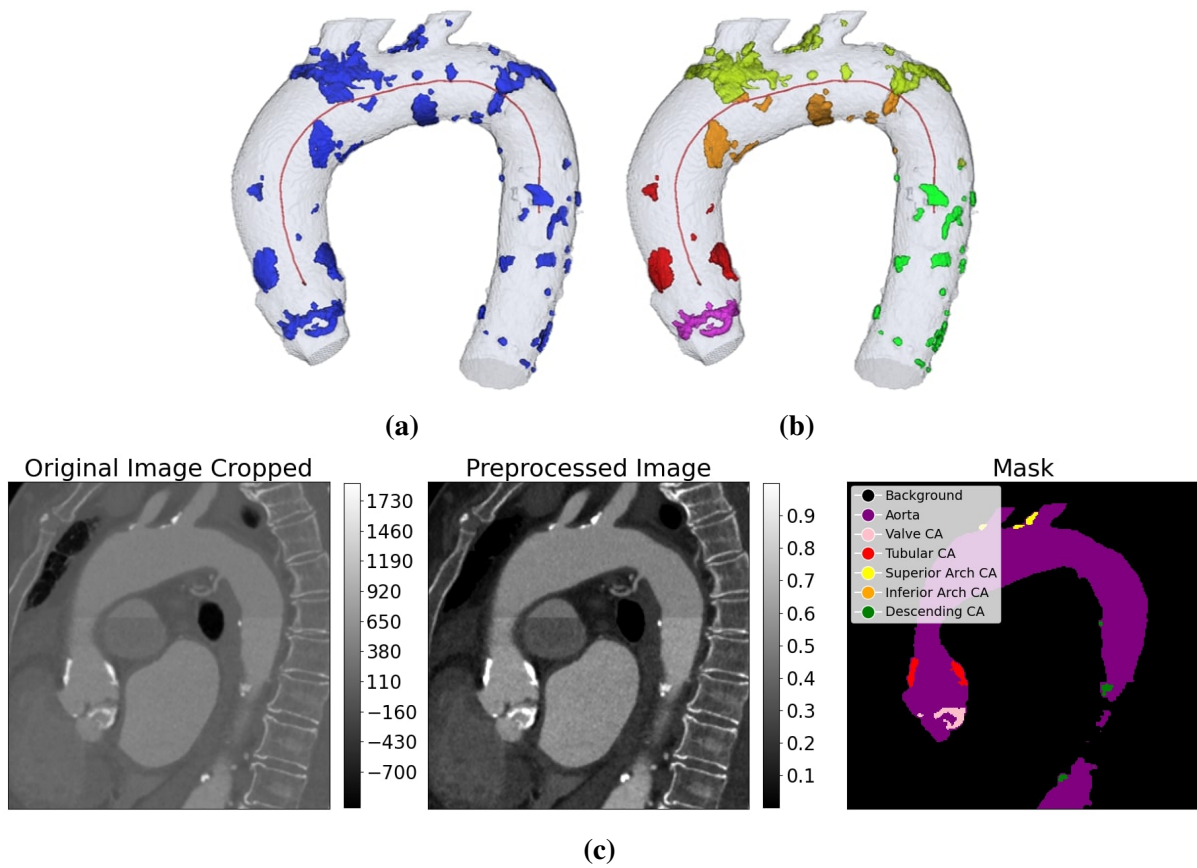 (a)
(b)
Original Image Cropped
1730
1460
1190
920
650
380
110
−160
−430
−700
Preprocessed Image
0.9
0.8
0.7
0.6
0.5
0.4
0.3
0.2
0.1
Mask
Background
Aorta
Valve CA
Tubular CA
Superior Arch CA
Inferior Arch CA
Descending CA
(c)